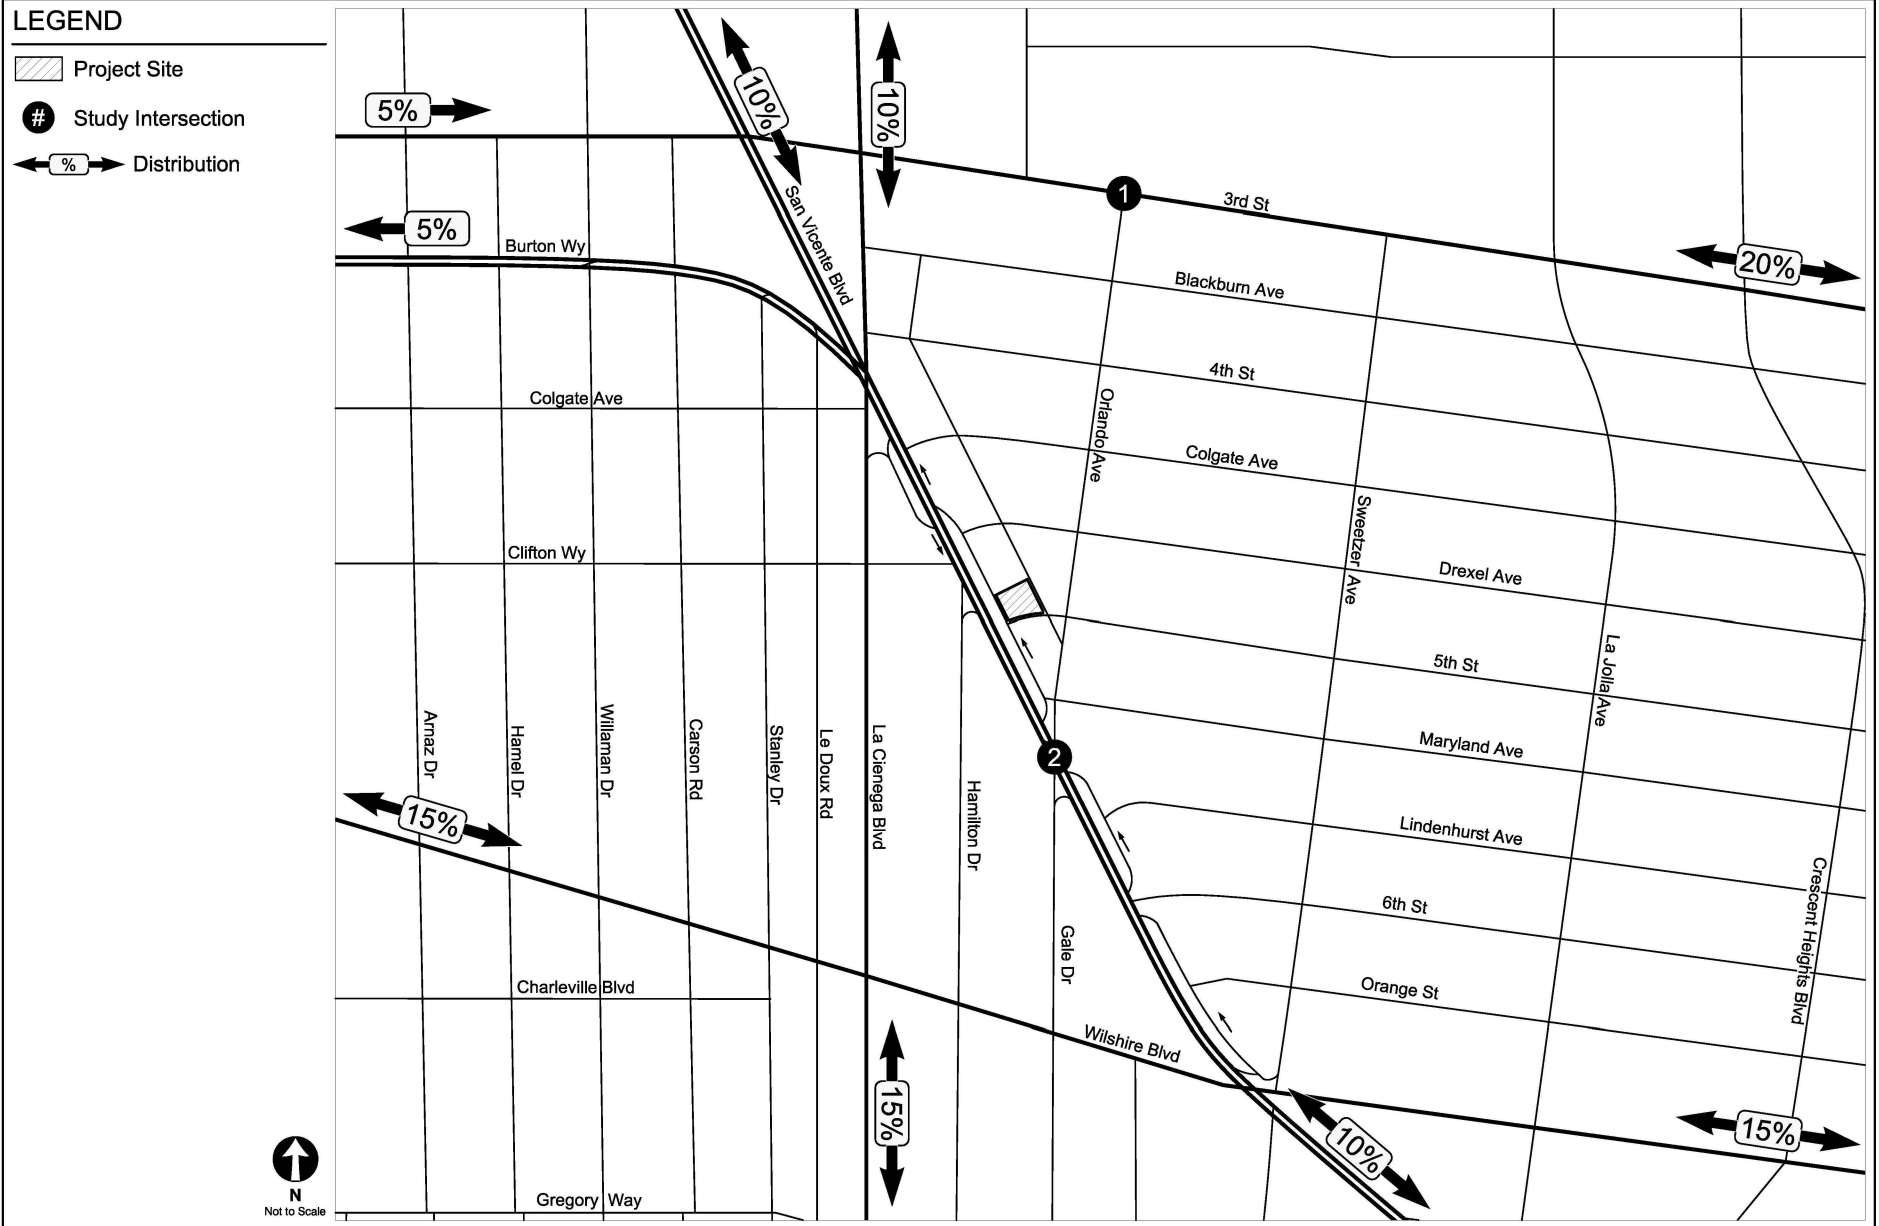 LEGEND
Project Site
# Study Intersection
% Distribution
5%
10%
10%
1
3rd St
San Vicente Blvd
5%
Burton Wy
20%
Blackburn Ave
4th St
Colgate Ave
Orlando Ave
Colgate Ave
Sweetzer Ave
Clifton Wy
Drexel Ave
5th St
La Jolla Ave
Arnaz Dr
Hamel Dr
Willaman Dr
Carson Rd
Stanley Dr
Le Doux Rd
La Cienega Blvd
Hamilton Dr
2
Maryland Ave
15%
Lindenhurst Ave
Crescent Heights Blvd
6th St
Gale Dr
Charleville Blvd
Orange St
Wilshire Blvd
15%
10%
15%
N
Not to Scale
Gregory Way